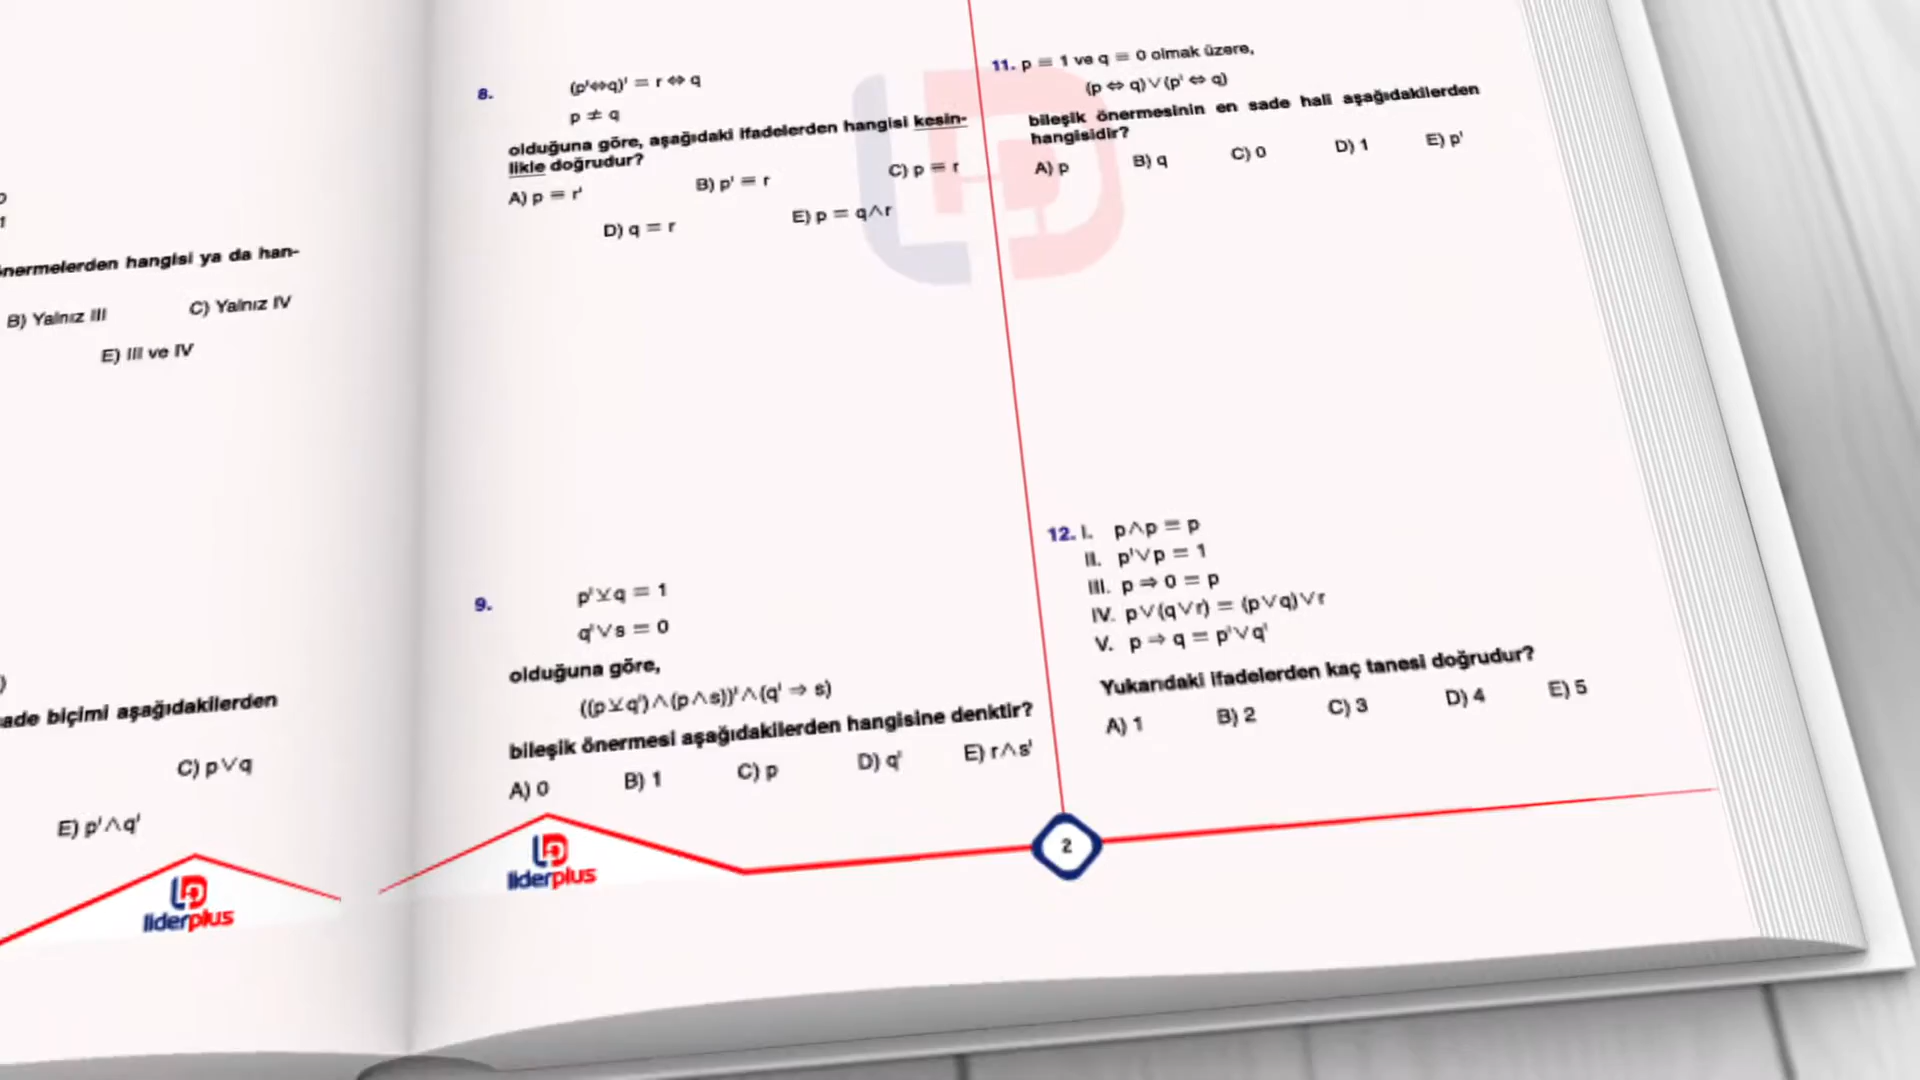 önermelerden hangisi ya da han-
B) Yalnız III C) Yalnız IV
E) III ve IV
sade biçimi aşağıdakilerden
C) p∨q
E) p'∧q'
liderplus
8. (p'⇔q)' ≡ r⇔q
p ≢ q
olduğuna göre, aşağıdaki ifadelerden hangisi kesin-
likle doğrudur?
A) p ≡ r' B) p' ≡ r C) p ≡ r
D) q ≡ r E) p ≡ q∧r
9. p'⊻q ≡ 1
q'∨s ≡ 0
olduğuna göre,
((p⊻q')∧(p∧s))'∧(q' ⇒ s)
bileşik önermesi aşağıdakilerden hangisine denktir?
A) 0 B) 1 C) p D) q' E) r∧s'
liderplus
11. p ≡ 1 ve q ≡ 0 olmak üzere,
(p ⇔ q)∨(p' ⇔ q)
bileşik önermesinin en sade hali aşağıdakilerden
hangisidir?
A) p B) q C) 0 D) 1 E) p'
12. I. p∧p ≡ p
II. p'∨p ≡ 1
III. p ⇒ 0 ≡ p
IV. p∨(q∨r) ≡ (p∨q)∨r
V. p ⇒ q ≡ p'∨q'
Yukarıdaki ifadelerden kaç tanesi doğrudur?
A) 1 B) 2 C) 3 D) 4 E) 5
2